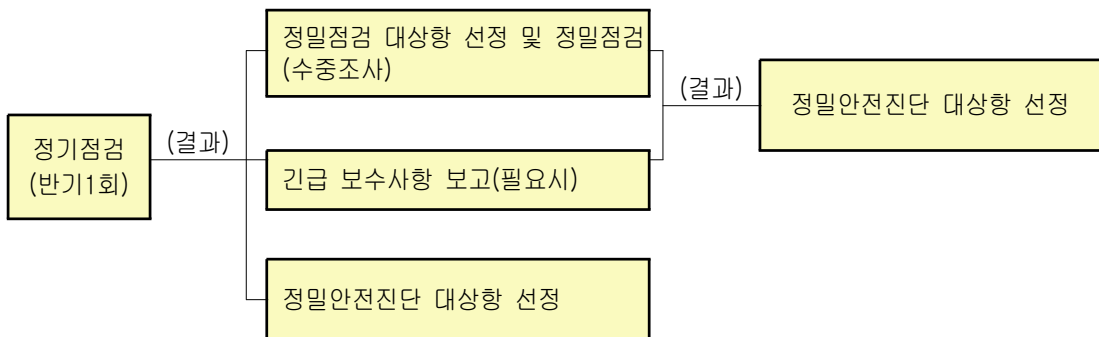 정기점검
(반기1회)
(결과)
정밀점검 대상항 선정 및 정밀점검
(수중조사)
긴급 보수사항 보고(필요시)
정밀안전진단 대상항 선정
(결과)
정밀안전진단 대상항 선정